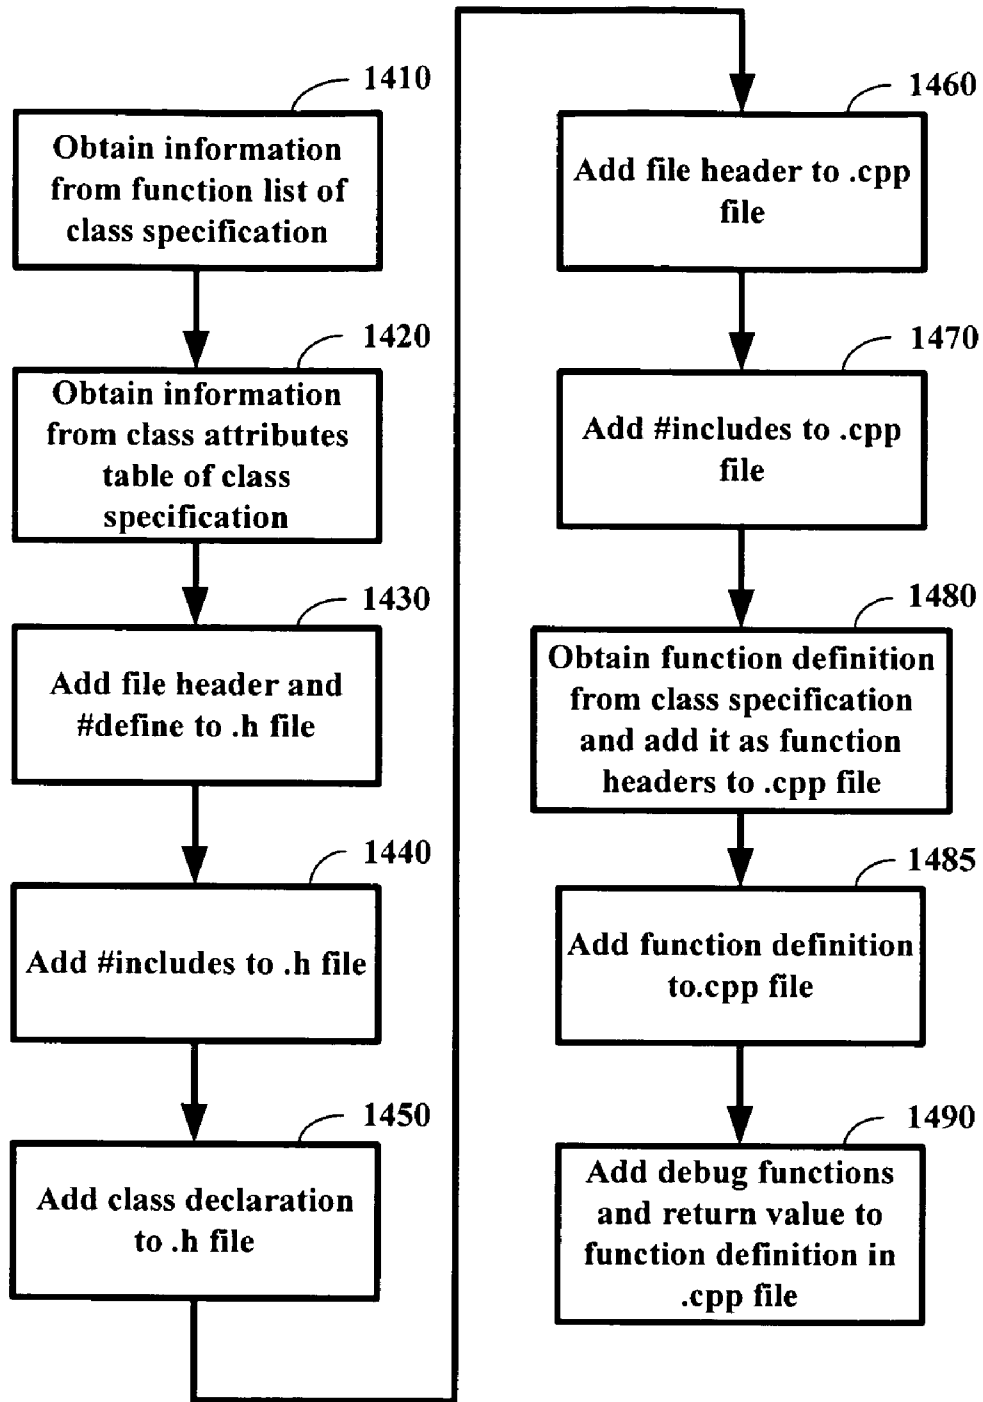 1410
Obtain information
from function list of
class specification
1420
Obtain information
from class attributes
table of class
specification
1430
Add file header and
#define to .h file
1440
Add #includes to .h file
1450
Add class declaration
to .h file
1460
Add file header to .cpp
file
1470
Add #includes to .cpp
file
1480
Obtain function definition
from class specification
and add it as function
headers to .cpp file
1485
Add function definition
to.cpp file
1490
Add debug functions
and return value to
function definition in
.cpp file